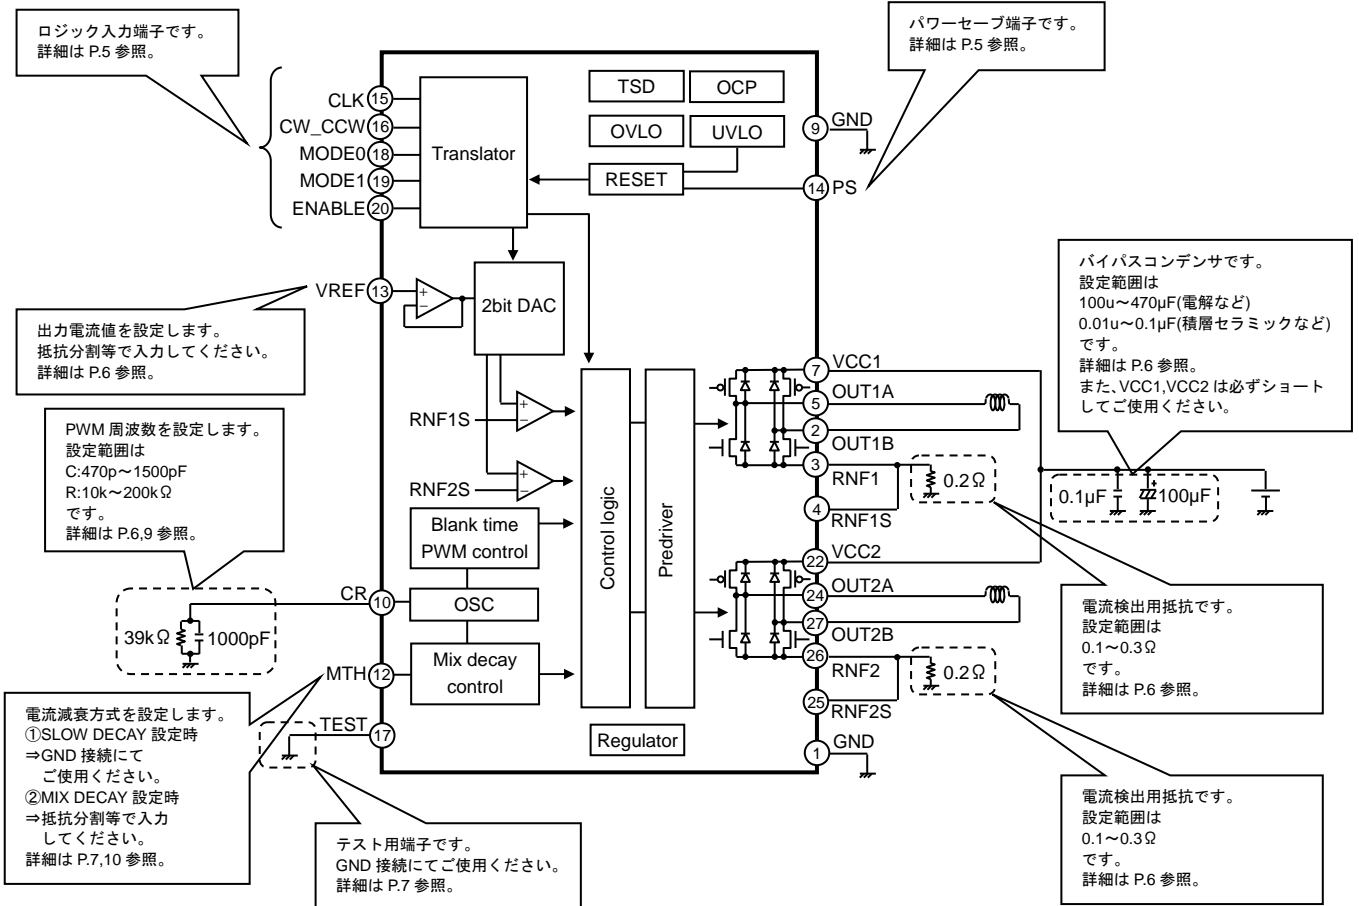 ロジック入力端子です。
詳細は P.5 参照。
パワーセーブ端子です。
詳細は P.5 参照。
CLK 15
CW_CCW 16
MODE0 18
MODE1 19
ENABLE 20
Translator
TSD
OCP
OVLO
UVLO
RESET
9 GND
14 PS
VREF 13
+
−
2bit DAC
出力電流値を設定します。
抵抗分割等で入力してください。
詳細は P.6 参照。
バイパスコンデンサです。
設定範囲は
100u～470μF(電解など)
0.01u～0.1μF(積層セラミックなど)
です。
詳細は P.6 参照。
また、VCC1,VCC2 は必ずショート
してご使用ください。
RNF1S
+
−
RNF2S
+
−
PWM 周波数を設定します。
設定範囲は
C:470p～1500pF
R:10k～200kΩ
です。
詳細は P.6,9 参照。
Blank time
PWM control
OSC
Mix decay
control
Control logic
Predriver
Regulator
7 VCC1
5 OUT1A
2 OUT1B
3 RNF1
4 RNF1S
0.2Ω
0.1μF
+
100μF
22 VCC2
24 OUT2A
27 OUT2B
26 RNF2
25 RNF2S
0.2Ω
1 GND
CR 10
39kΩ
1000pF
MTH 12
TEST 17
電流減衰方式を設定します。
①SLOW DECAY 設定時
⇒GND 接続にて
ご使用ください。
②MIX DECAY 設定時
⇒抵抗分割等で入力
してください。
詳細は P.7,10 参照。
テスト用端子です。
GND 接続にてご使用ください。
詳細は P.7 参照。
電流検出用抵抗です。
設定範囲は
0.1～0.3Ω
です。
詳細は P.6 参照。
電流検出用抵抗です。
設定範囲は
0.1～0.3Ω
です。
詳細は P.6 参照。